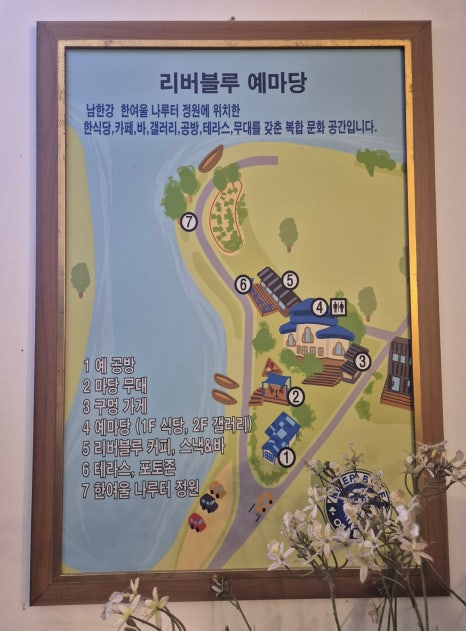 리버블루 예마당
남한강 한여울 나루터 정원에 위치한
한식당,카페,바,갤러리,공방,테라스,무대를 갖춘 복합 문화 공간입니다.
7
6
5
4
3
2
1
1 예 공방
2 마당 무대
3 구멍 가게
4 예마당 (1F 식당, 2F 갤러리)
5 리버블루 커피, 스낵&바
6 테라스, 포토존
7 한여울 나루터 정원